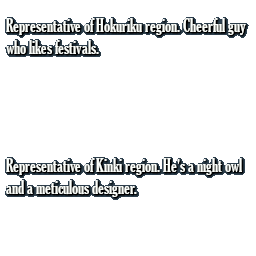 Representative of Hokuriku region. Cheerful guy
who likes festivals.
Representative of Kinki region. He's a night owl
and a meticulous designer.